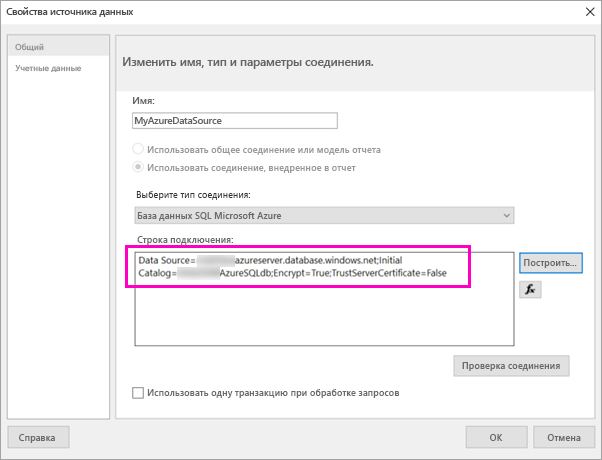 Свойства источника данных
Общий
Учетные данные
Изменить имя, тип и параметры соединения.
Имя:
MyAzureDataSource
Использовать общее соединение или модель отчета
Использовать соединение, внедренное в отчет
Выберите тип соединения:
База данных SQL Microsoft Azure
Строка подключения:
Data Source= azureserver.database.windows.net;Initial
Catalog= AzureSQLdb;Encrypt=True;TrustServerCertificate=False
Построить...
fx
Проверка соединения
Использовать одну транзакцию при обработке запросов
Справка
ОК
Отмена